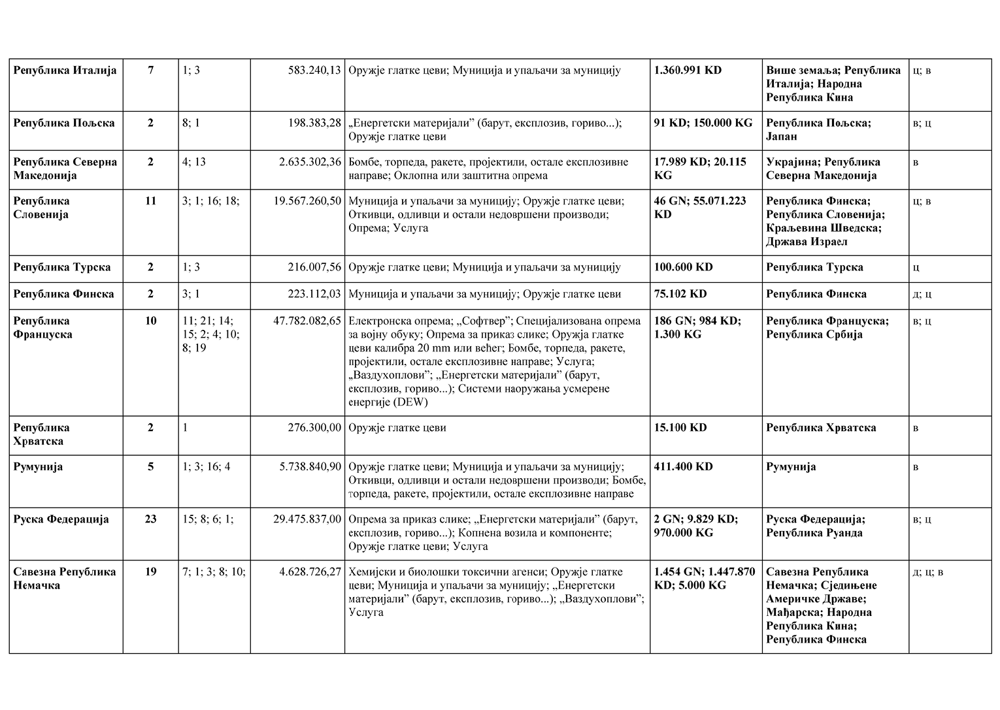 Република Италија 7 1; 3 583.240,13 Оружје глатке цеви; Муниција и упаљачи за муницију 1.360.991 KD Више земаља; Република ц; в
Италија; Народна
Република Кина
Република Пољска 2 8; 1 198.383,28 „Енергетски материјали” (барут, експлозив, гориво...); 91 KD; 150.000 KG Република Пољска; в; ц
Оружје глатке цеви Јапан
Република Северна 2 4; 13 2.635.302,36 Бомбе, торпеда, ракете, пројектили, остале експлозивне 17.989 KD; 20.115 Украјина; Република в
Македонија направе; Оклопна или заштитна опрема KG Северна Македонија
Република 11 3; 1; 16; 18; 19.567.260,50 Муниција и упаљачи за муницију; Оружје глатке цеви; 46 GN; 55.071.223 Република Финска; ц; в
Словенија Откивци, одливци и остали недовршени производи; KD Република Словенија;
Опрема; Услуга Краљевина Шведска;
Држава Израел
Република Турска 2 1; 3 216.007,56 Оружје глатке цеви; Муниција и упаљачи за муницију 100.600 KD Република Турска ц
Република Финска 2 3; 1 223.112,03 Муниција и упаљачи за муницију; Оружје глатке цеви 75.102 KD Република Финска д; ц
Република 10 11; 21; 14; 47.782.082,65 Електронска опрема; „Софтвер”; Специјализована опрема 186 GN; 984 KD; Република Француска; в; ц
Француска 15; 2; 4; 10; за војну обуку; Опрема за приказ слике; Оружја глатке 1.300 KG Република Србија
8; 19 цеви калибра 20 mm или већег; Бомбе, торпеда, ракете,
пројектили, остале експлозивне направе; Услуга;
„Ваздухоплови”; „Енергетски материјали” (барут,
експлозив, гориво...); Системи наоружања усмерене
енергије (DEW)
Република 2 1 276.300,00 Оружје глатке цеви 15.100 KD Република Хрватска в
Хрватска
Румунија 5 1; 3; 16; 4 5.738.840,90 Оружје глатке цеви; Муниција и упаљачи за муницију; 411.400 KD Румунија в
Откивци, одливци и остали недовршени производи; Бомбе,
торпеда, ракете, пројектили, остале експлозивне направе
Руска Федерација 23 15; 8; 6; 1; 29.475.837,00 Опрема за приказ слике; „Енергетски материјали” (барут, 2 GN; 9.829 KD; Руска Федерација; в; ц
експлозив, гориво...); Копнена возила и компоненте; 970.000 KG Република Руанда
Оружје глатке цеви; Услуга
Савезна Република 19 7; 1; 3; 8; 10; 4.628.726,27 Хемијски и биолошки токсични агенси; Оружје глатке 1.454 GN; 1.447.870 Савезна Република д; ц; в
Немачка цеви; Муниција и упаљачи за муницију; „Енергетски KD; 5.000 KG Немачка; Сједињене
материјали” (барут, експлозив, гориво...); „Ваздухоплови”; Америчке Државе;
Услуга Мађарска; Народна
Република Кина;
Република Финска